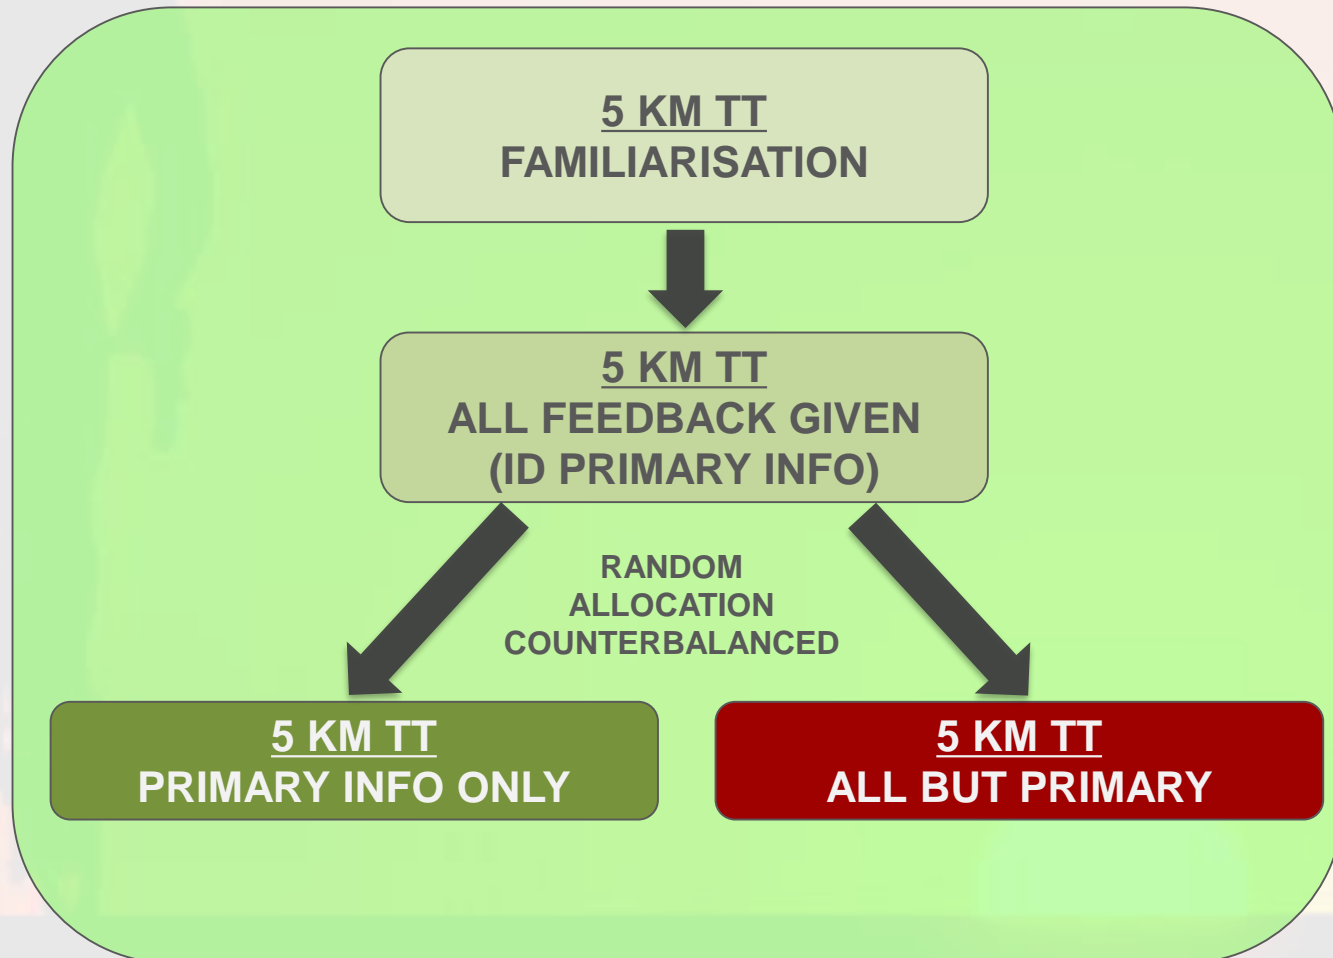 5 KM TT
FAMILIARISATION
5 KM TT
ALL FEEDBACK GIVEN
(ID PRIMARY INFO)
RANDOM
ALLOCATION
COUNTERBALANCED
5 KM TT
PRIMARY INFO ONLY
5 KM TT
ALL BUT PRIMARY